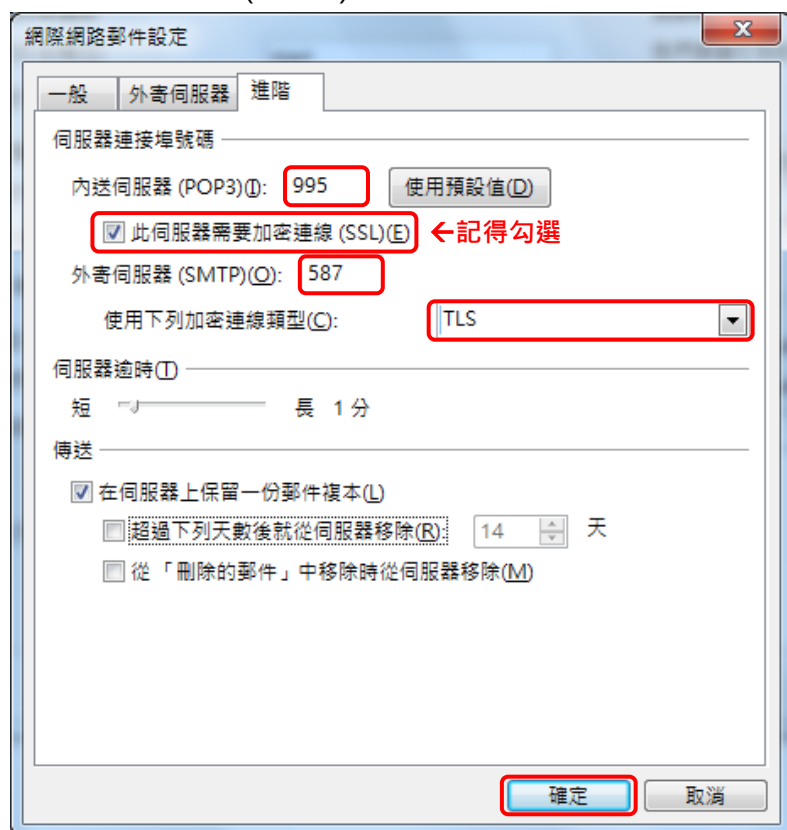 網際網路郵件設定
一般 外寄伺服器 進階
伺服器連接埠號碼
內送伺服器 (POP3)(I): 995 使用預設值(D)
此伺服器需要加密連線 (SSL)(E) ←記得勾選
外寄伺服器 (SMTP)(O): 587
使用下列加密連線類型(C): TLS
伺服器逾時(T)
短 長 1 分
傳送
在伺服器上保留一份郵件複本(L)
超過下列天數後就從伺服器移除(R): 14 天
從「刪除的郵件」中移除時從伺服器移除(M)
確定 取消